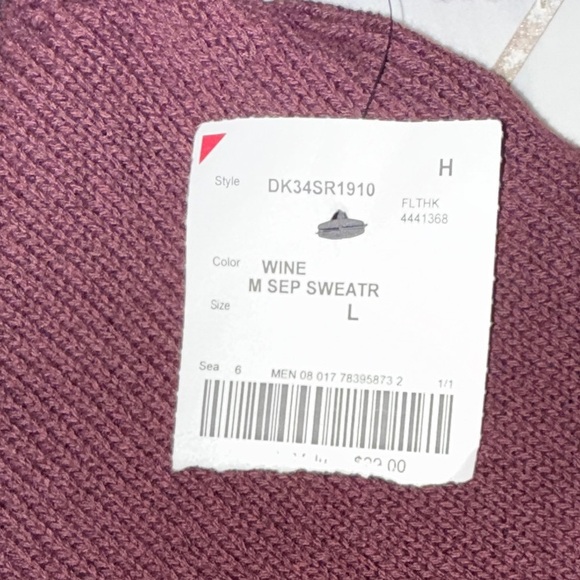 H
Style DK34SR1910
FLTHK
4441368
Color WINE
M SEP SWEATR
Size L
Sea 6 MEN 08 017 78395873 2 1/1